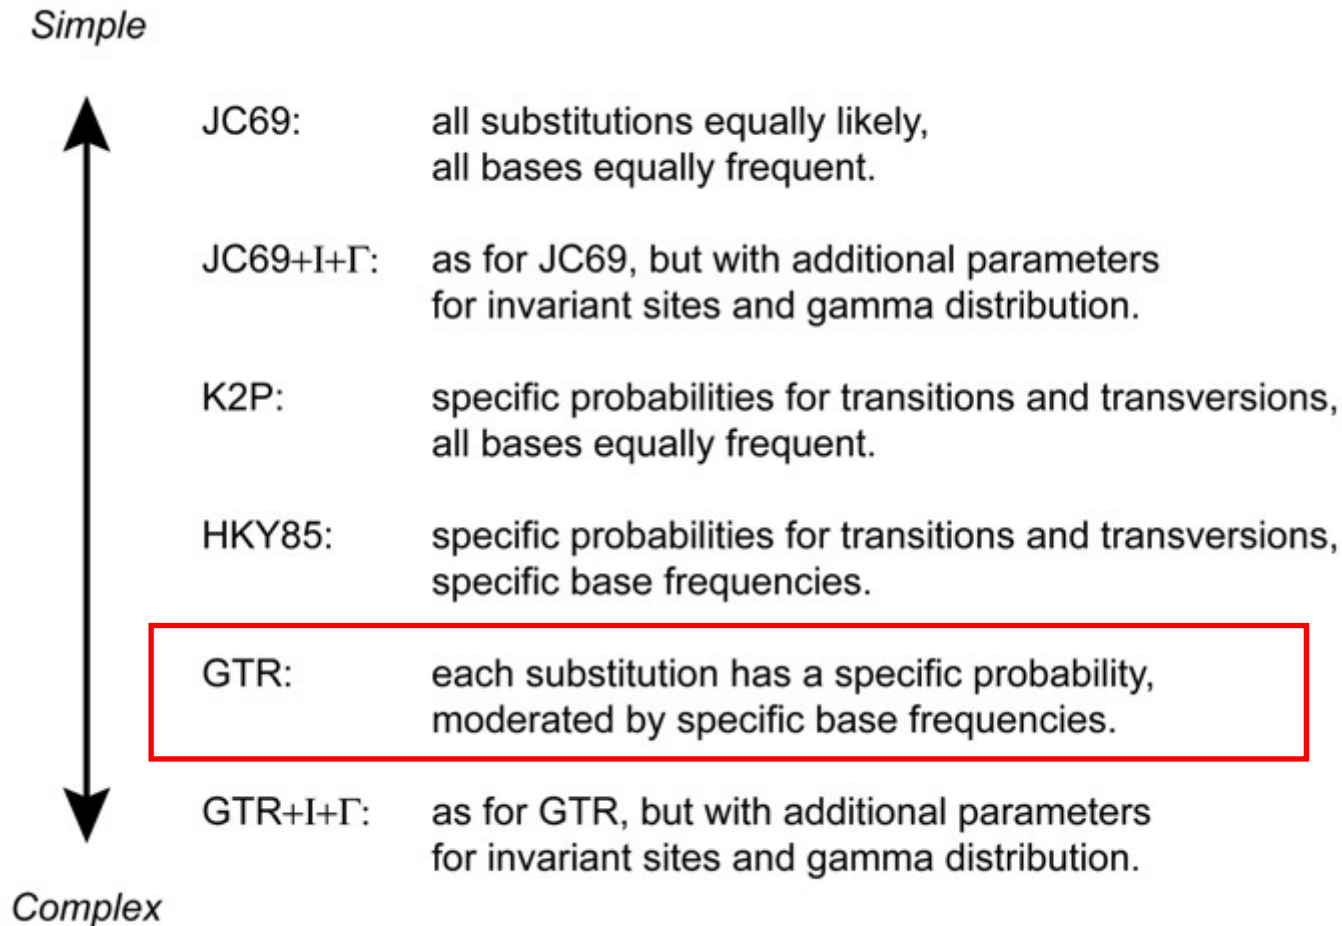 Simple
JC69: all substitutions equally likely,
all bases equally frequent.
JC69+I+Γ: as for JC69, but with additional parameters
for invariant sites and gamma distribution.
K2P: specific probabilities for transitions and transversions,
all bases equally frequent.
HKY85: specific probabilities for transitions and transversions,
specific base frequencies.
GTR: each substitution has a specific probability,
moderated by specific base frequencies.
GTR+I+Γ: as for GTR, but with additional parameters
for invariant sites and gamma distribution.
Complex